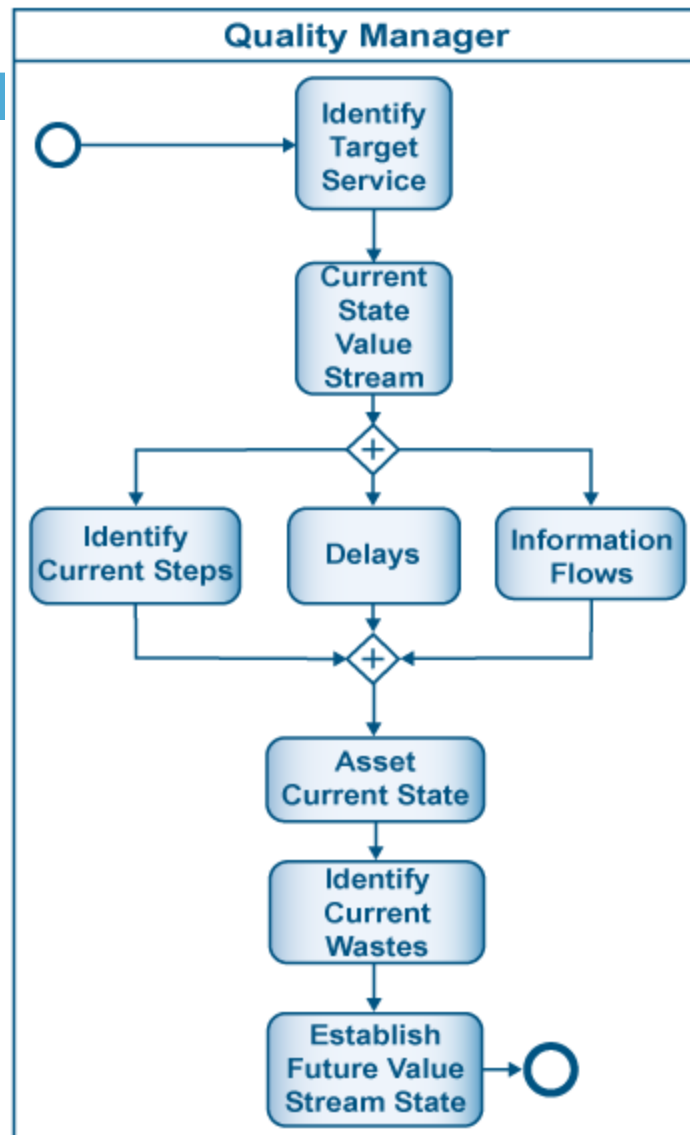 Quality Manager
Identify
Target
Service
Current
State
Value
Stream
Identify
Current Steps
Delays
Information
Flows
Asset
Current State
Identify
Current
Wastes
Establish
Future Value
Stream State